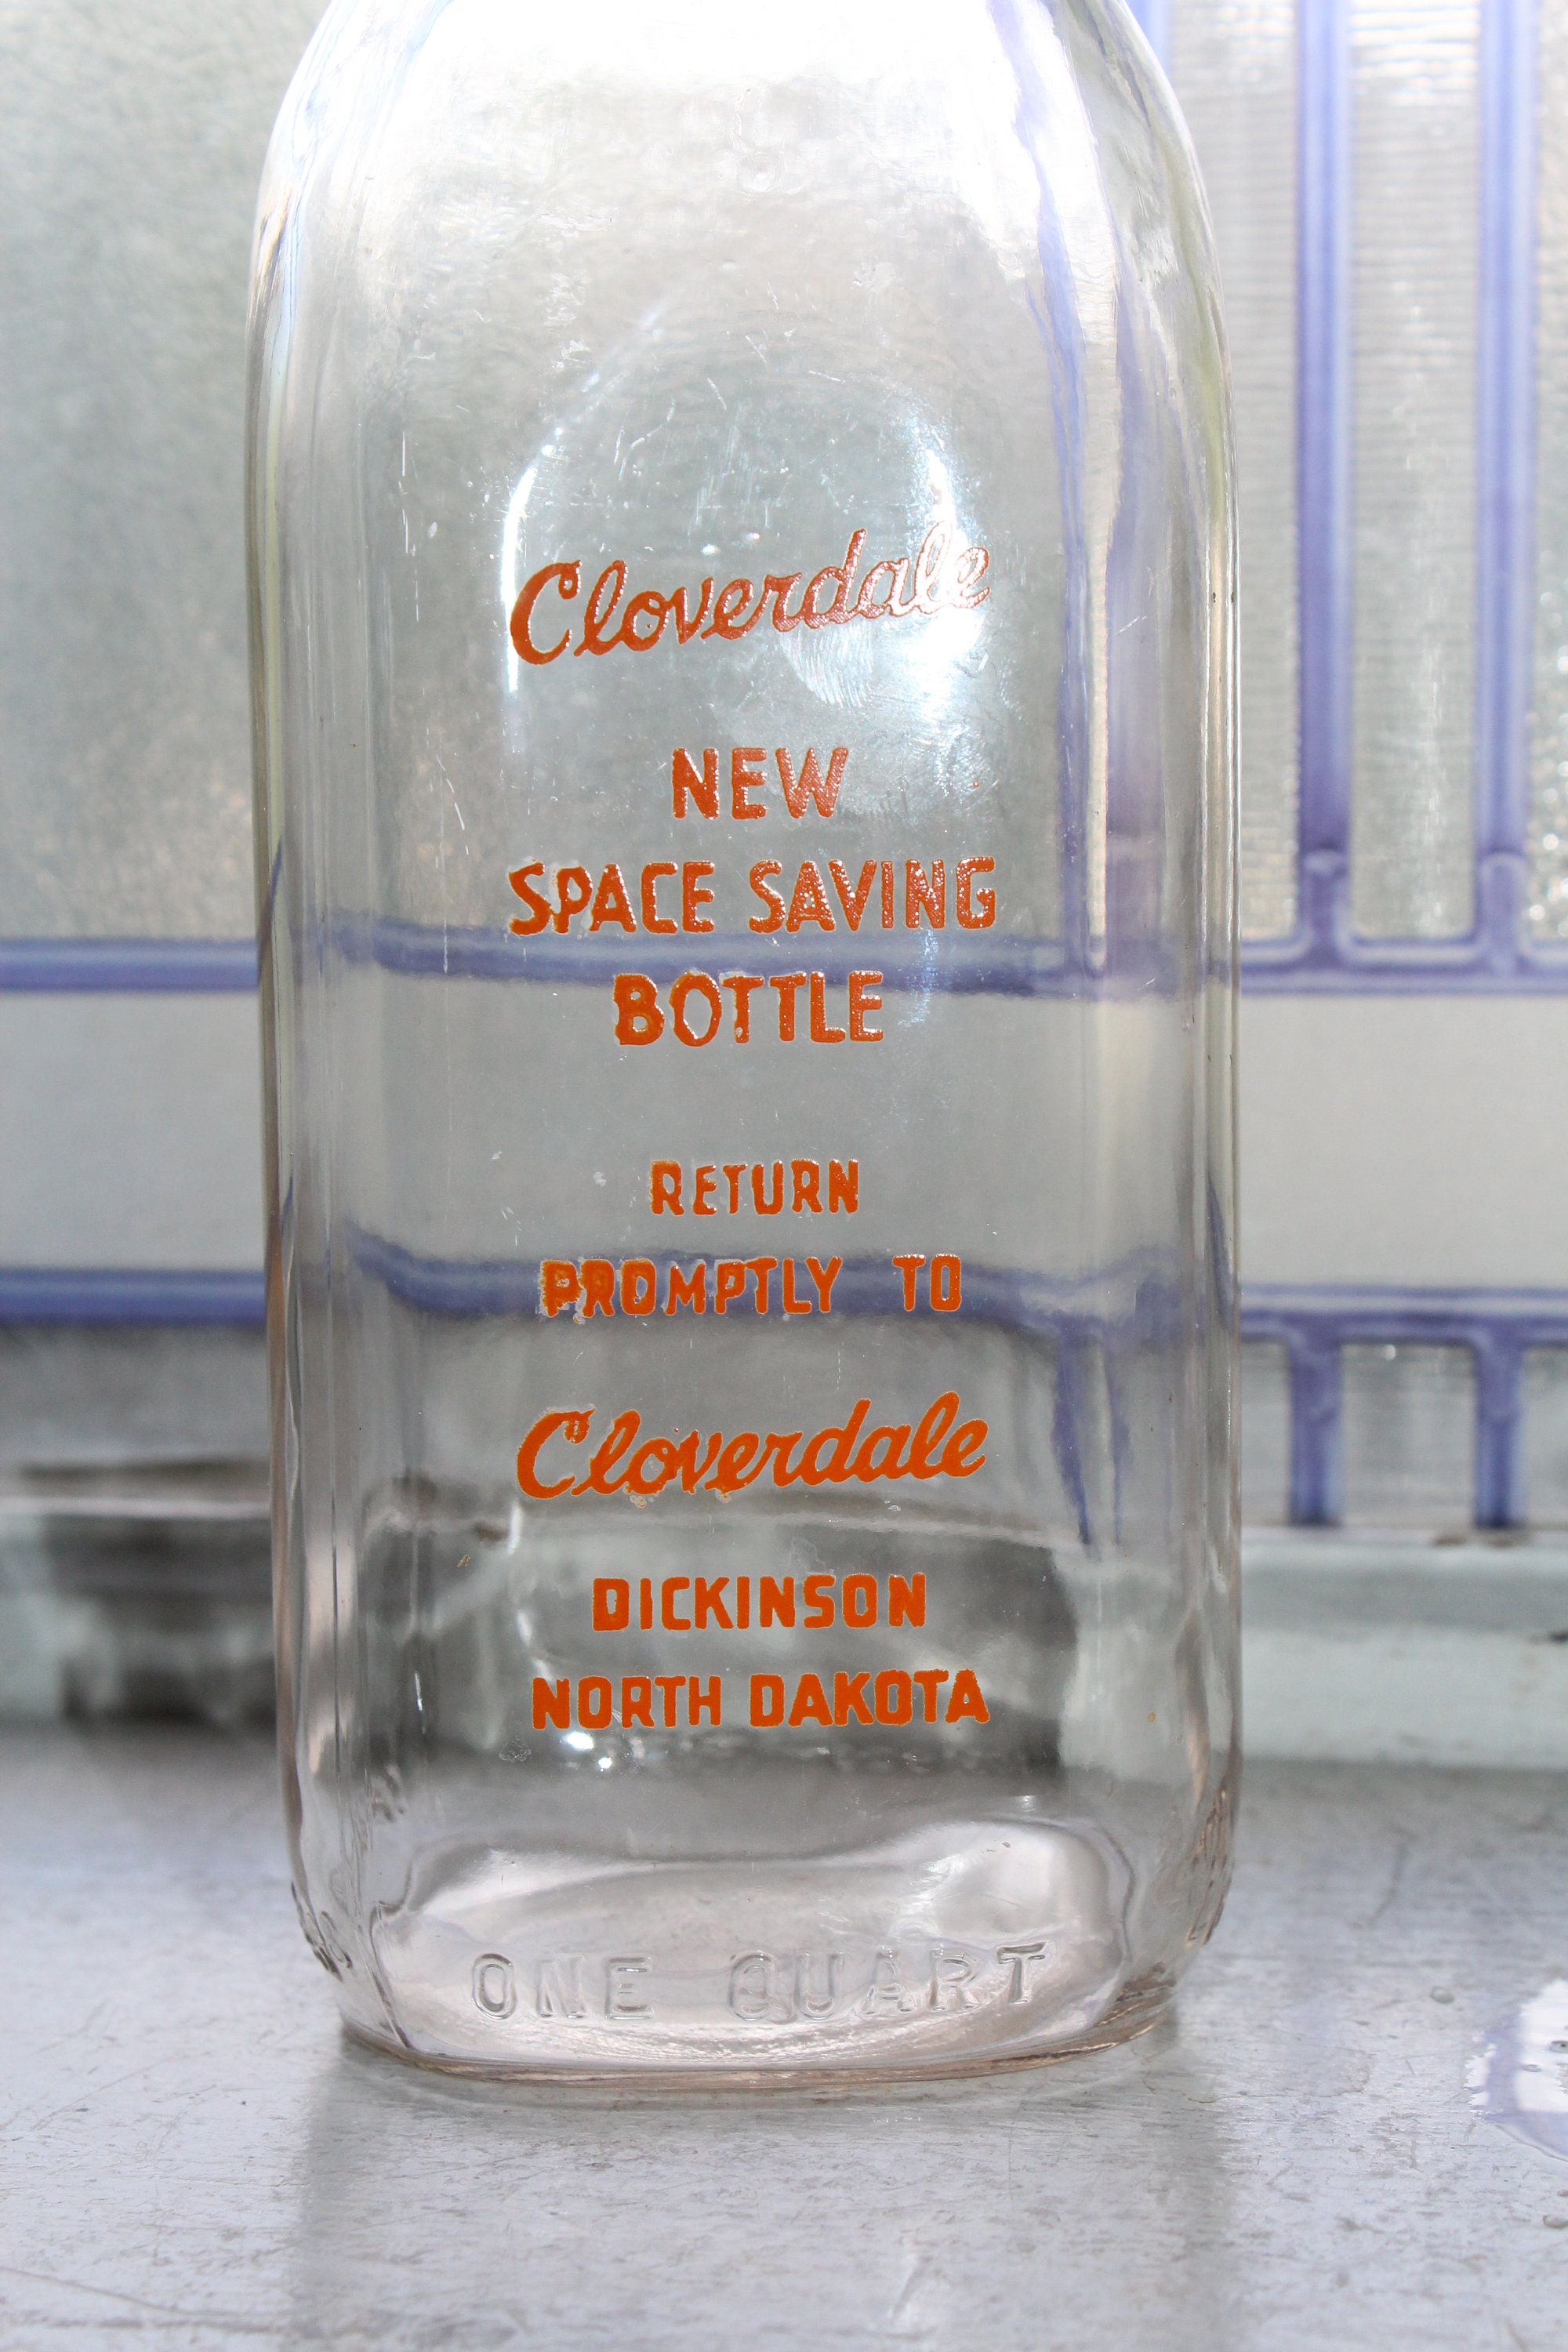 Cloverdale
NEW
SPACE SAVING
BOTTLE
RETURN
PROMPTLY TO
Cloverdale
DICKINSON
NORTH DAKOTA
ONE QUART